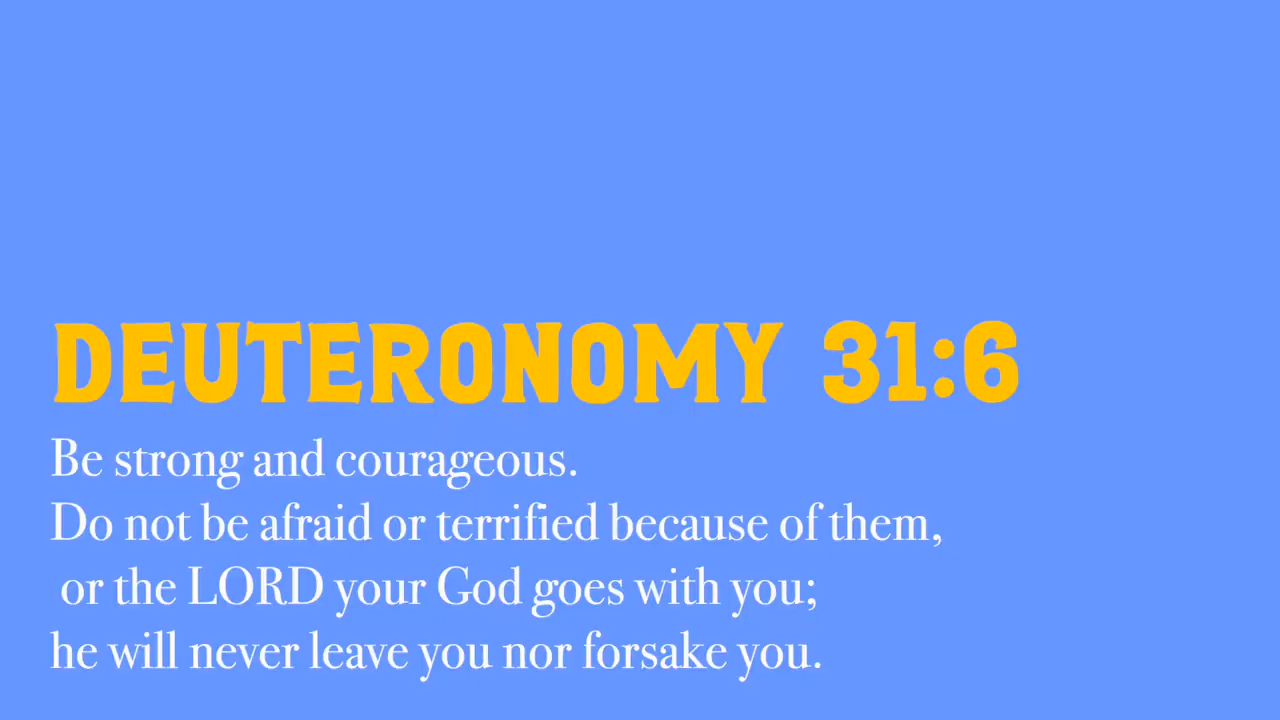 DEUTERONOMY 31:6
Be strong and courageous.
Do not be afraid or terrified because of them,
or the LORD your God goes with you;
he will never leave you nor forsake you.